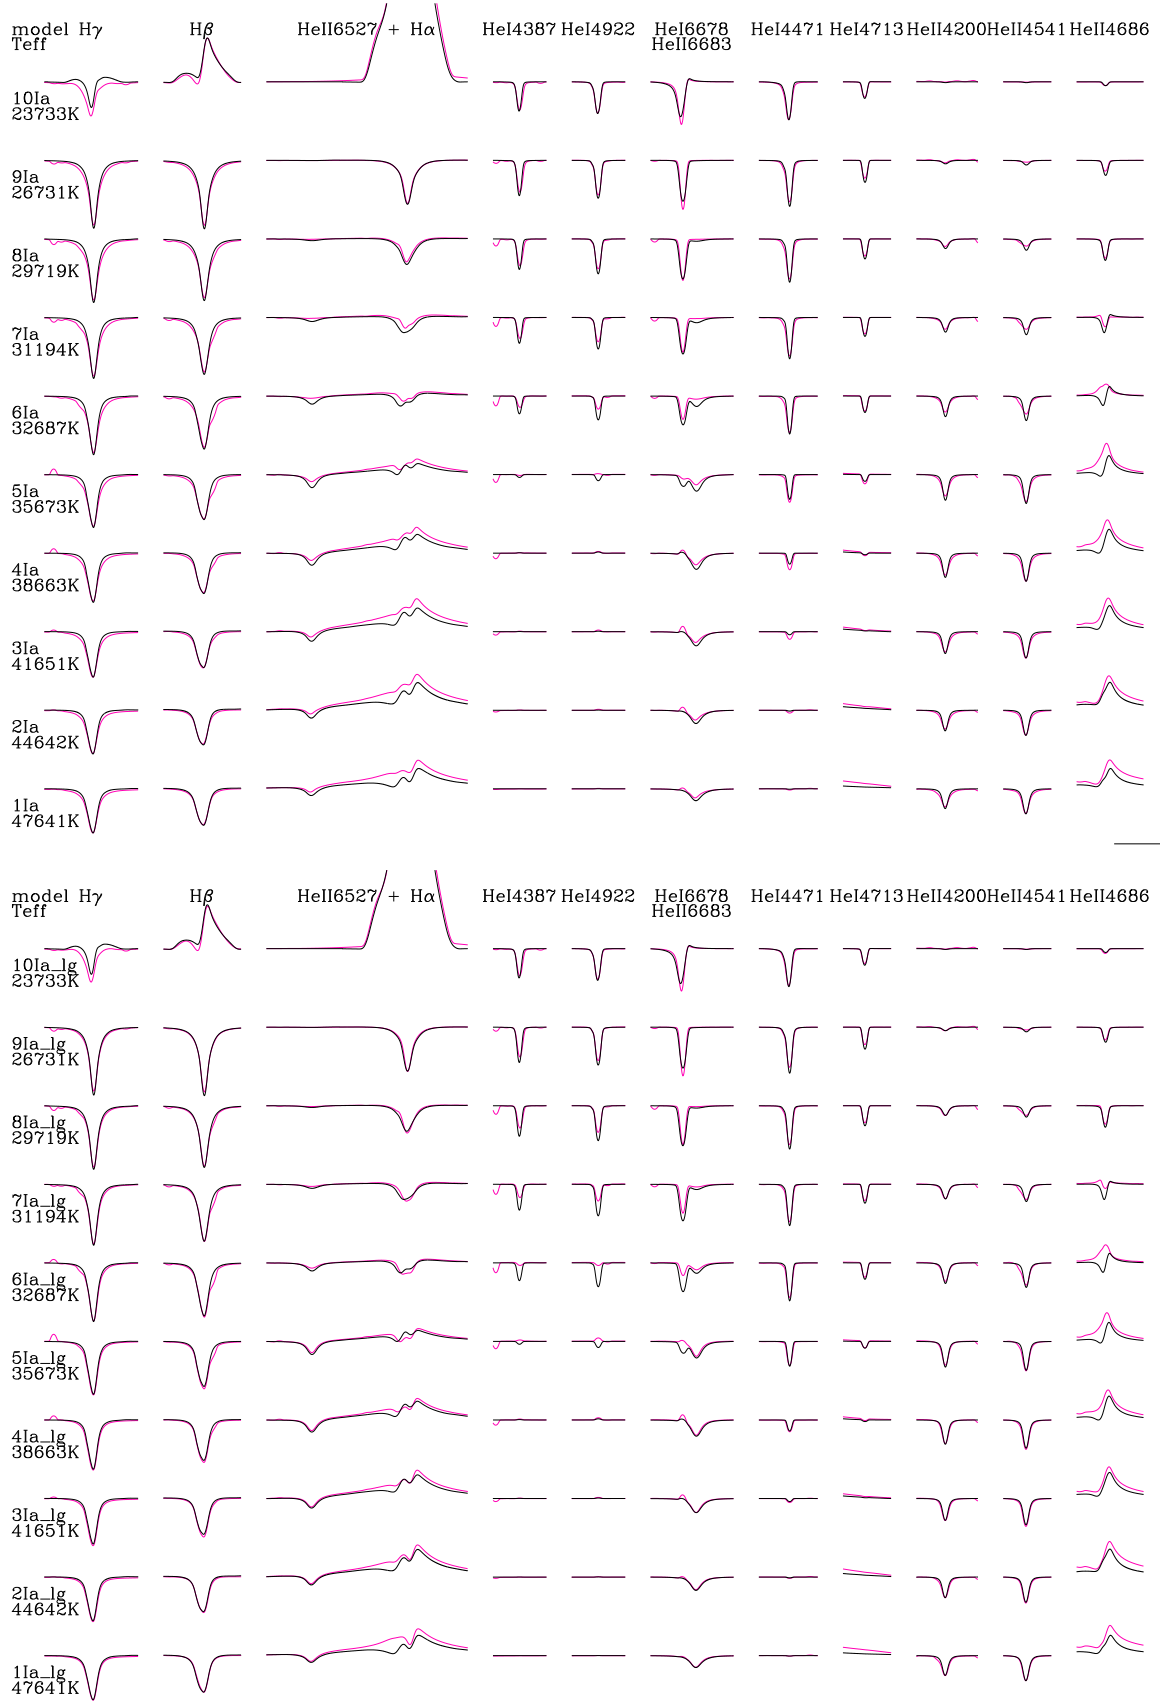 model Hγ Hβ HeII6527 + Hα HeI4387 HeI4922 HeI6678 HeI4471 HeI4713 HeII4200 HeII4541 HeII4686
Teff HeII6683
10Ia
23733K
9Ia
26731K
8Ia
29719K
7Ia
31194K
6Ia
32687K
5Ia
35673K
4Ia
38663K
3Ia
41651K
2Ia
44642K
1Ia
47641K
model Hγ Hβ HeII6527 + Hα HeI4387 HeI4922 HeI6678 HeI4471 HeI4713 HeII4200 HeII4541 HeII4686
Teff HeII6683
10Ia_lg
23733K
9Ia_lg
26731K
8Ia_lg
29719K
7Ia_lg
31194K
6Ia_lg
32687K
5Ia_lg
35673K
4Ia_lg
38663K
3Ia_lg
41651K
2Ia_lg
44642K
1Ia_lg
47641K